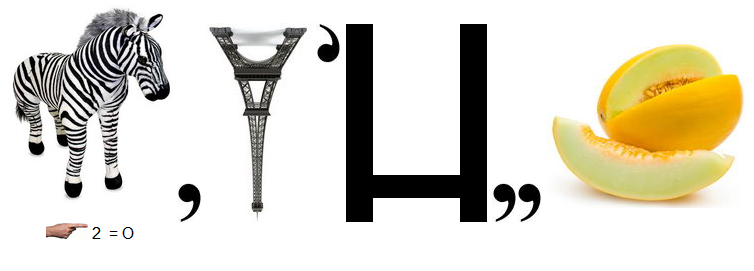 , ‘ H ,,
2 = O